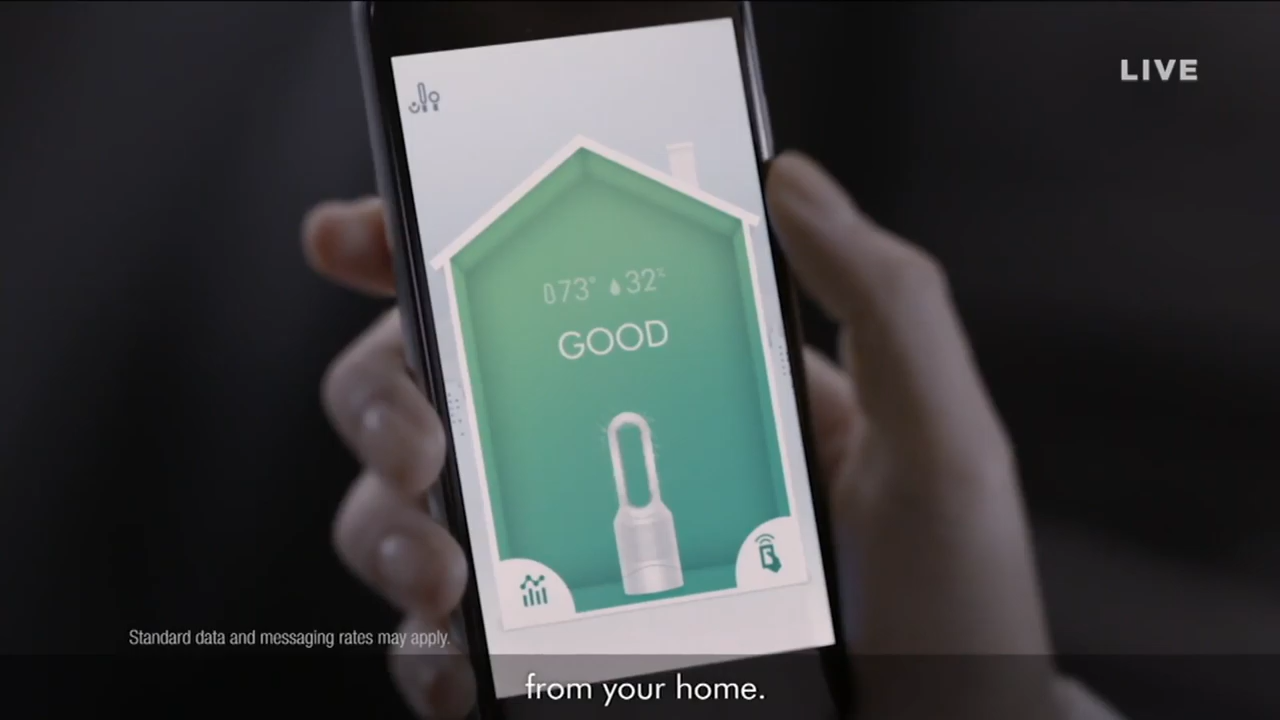 LIVE
73° 32%
GOOD
Standard data and messaging rates may apply.
from your home.